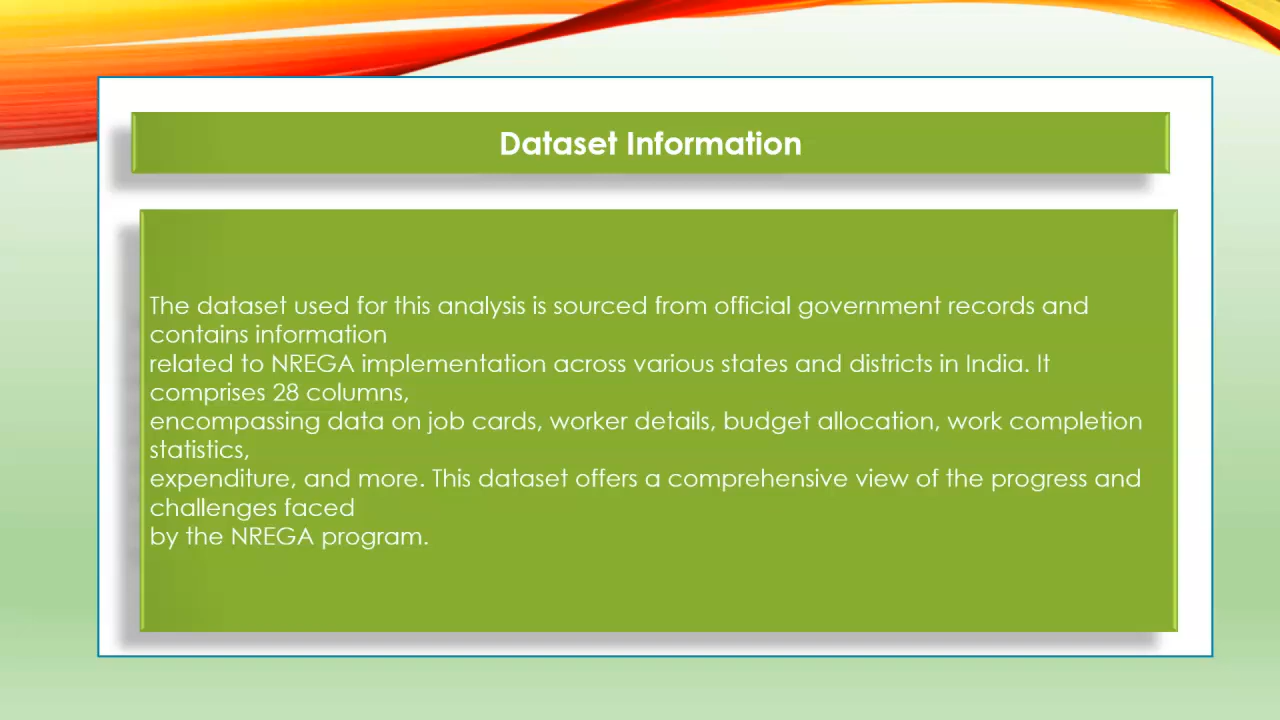 Dataset Information
The dataset used for this analysis is sourced from official government records and
contains information
related to NREGA implementation across various states and districts in India. It
comprises 28 columns,
encompassing data on job cards, worker details, budget allocation, work completion
statistics,
expenditure, and more. This dataset offers a comprehensive view of the progress and
challenges faced
by the NREGA program.